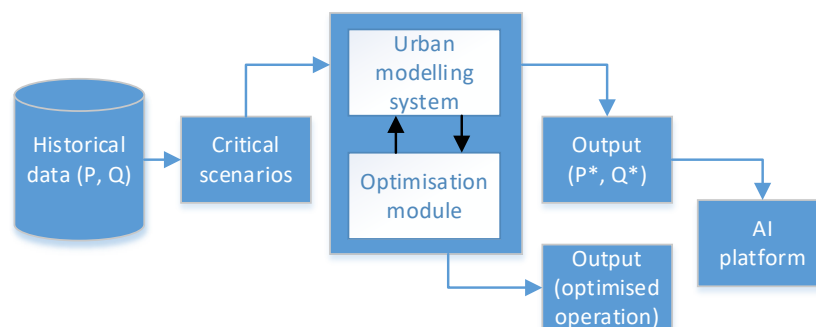 Historical
data (P, Q)
Critical
scenarios
Urban
modelling
system
Optimisation
module
Output
(P*, Q*)
Output
(optimised
operation)
AI
platform